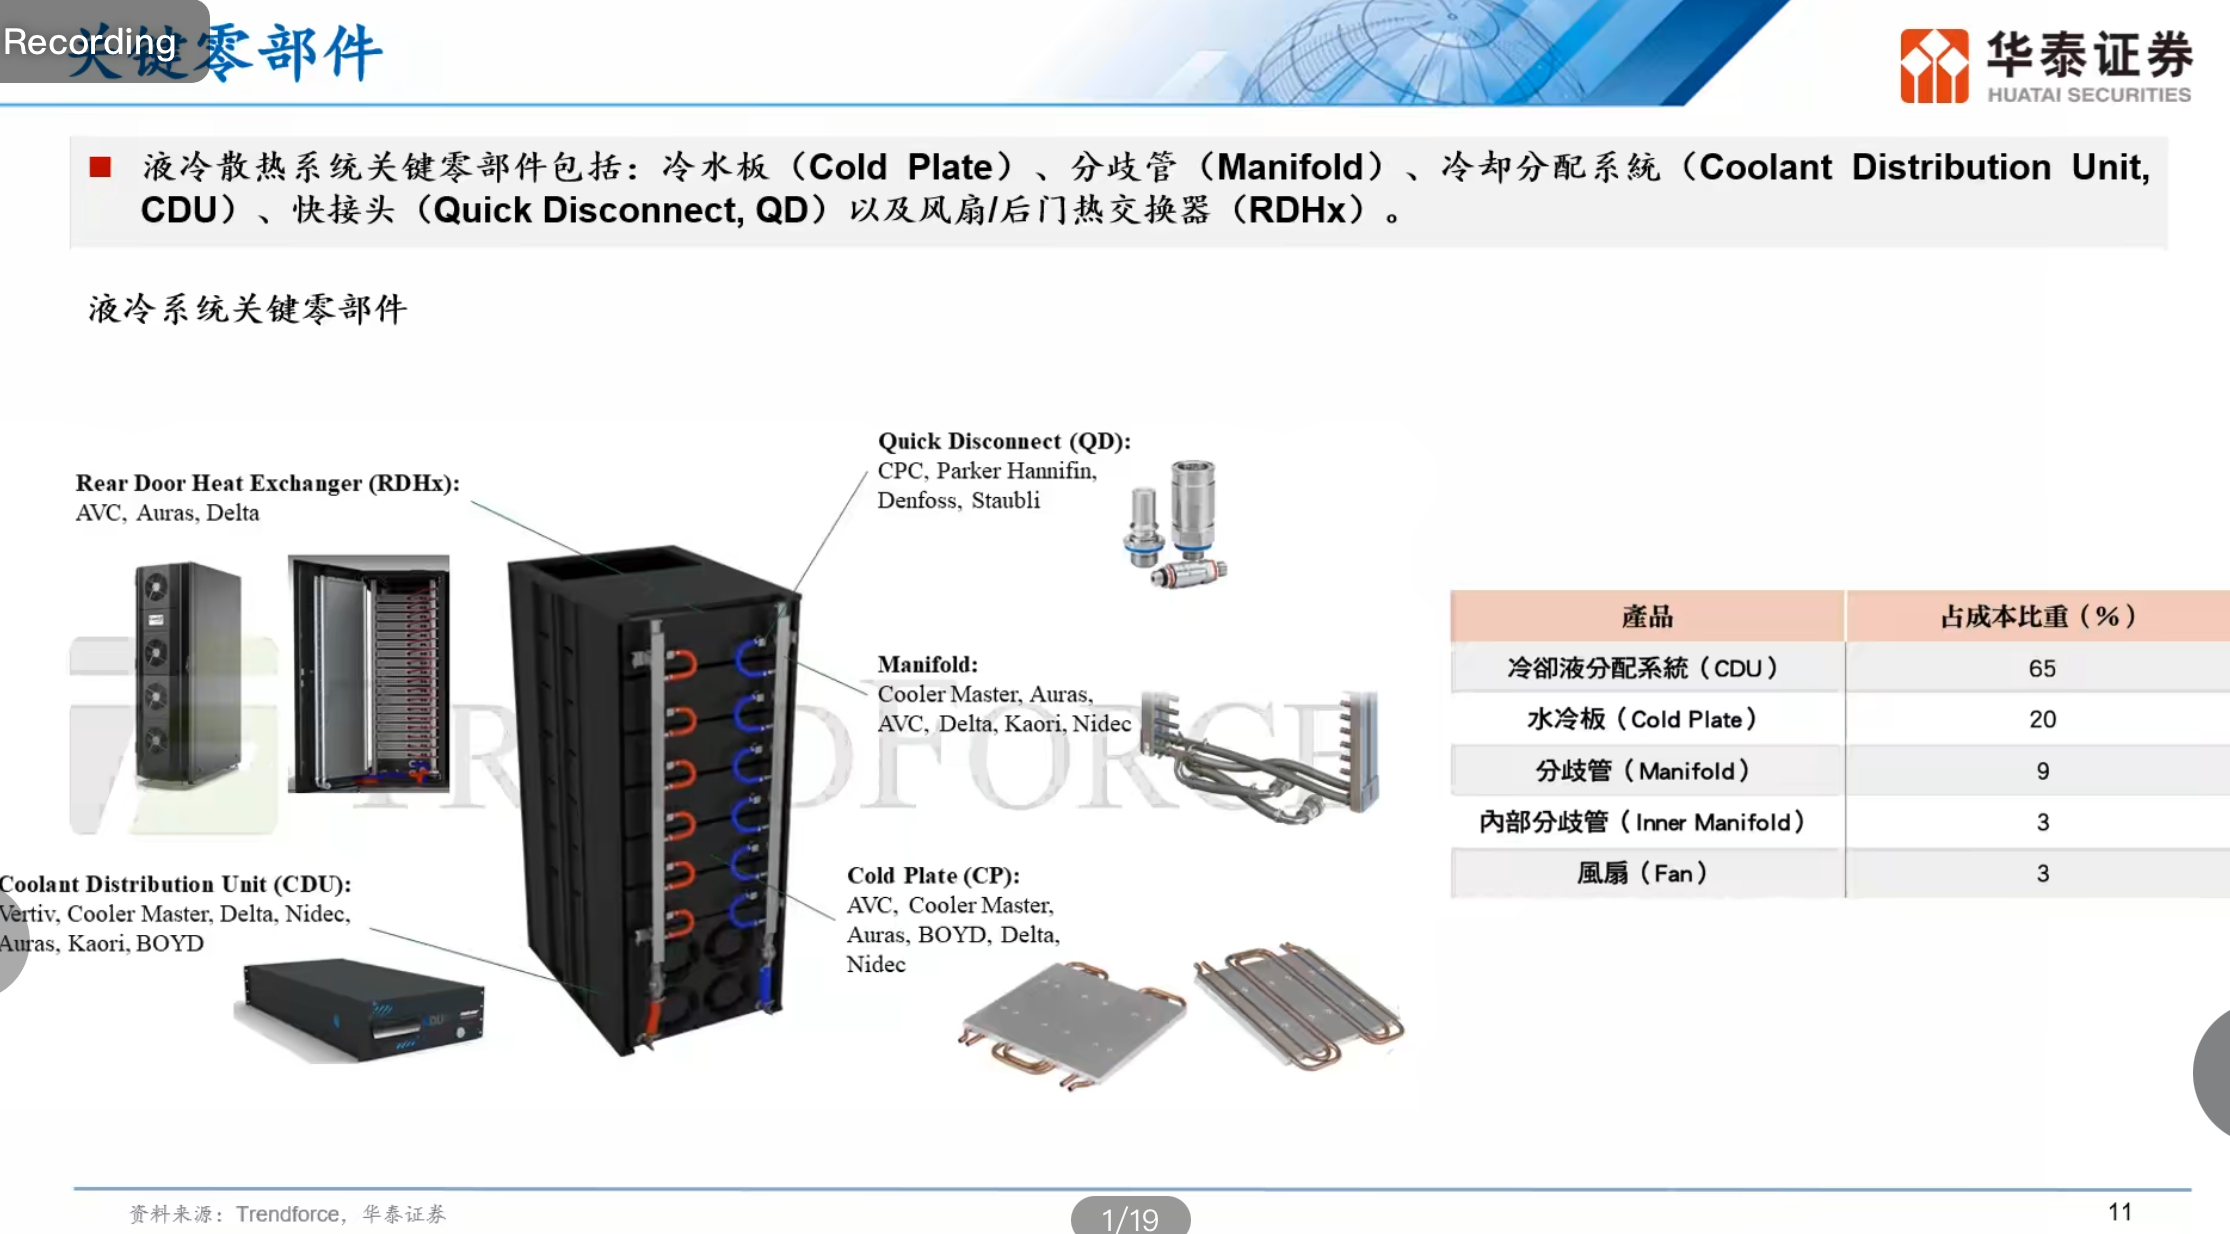 Recording
关键零部件
华泰证券
HUATAI SECURITIES
液冷散热系统关键零部件包括：冷水板（Cold Plate）、分歧管（Manifold）、冷却分配系統（Coolant Distribution Unit,
CDU）、快接头（Quick Disconnect, QD）以及风扇/后门热交换器（RDHx）。
液冷系统关键零部件
Rear Door Heat Exchanger (RDHx):
AVC, Auras, Delta
Quick Disconnect (QD):
CPC, Parker Hannifin,
Denfoss, Staubli
Manifold:
Cooler Master, Auras,
AVC, Delta, Kaori, Nidec
Coolant Distribution Unit (CDU):
Vertiv, Cooler Master, Delta, Nidec,
Auras, Kaori, BOYD
Cold Plate (CP):
AVC, Cooler Master,
Auras, BOYD, Delta,
Nidec
TRENDFORCE
產品 占成本比重（%）
冷卻液分配系統（CDU） 65
水冷板（Cold Plate） 20
分歧管（Manifold） 9
內部分歧管（Inner Manifold） 3
風扇（Fan） 3
资料来源：Trendforce，华泰证券
1/19
11